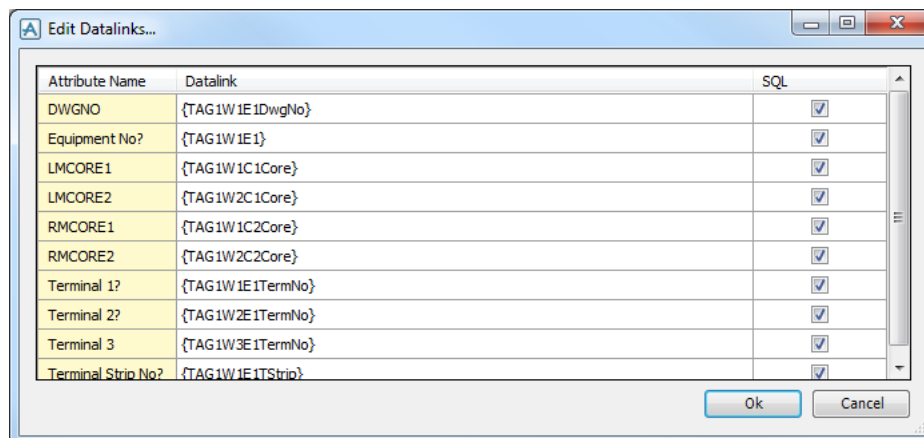 Edit Datalinks...
Attribute Name Datalink SQL
DWGNO {TAG1W1E1DwgNo}
Equipment No? {TAG1W1E1}
LMCORE1 {TAG1W1C1Core}
LMCORE2 {TAG1W2C1Core}
RMCORE1 {TAG1W1C2Core}
RMCORE2 {TAG1W2C2Core}
Terminal 1? {TAG1W1E1TermNo}
Terminal 2? {TAG1W2E1TermNo}
Terminal 3 {TAG1W3E1TermNo}
Terminal Strip No? {TAG1W1E1TStrip}
Ok Cancel